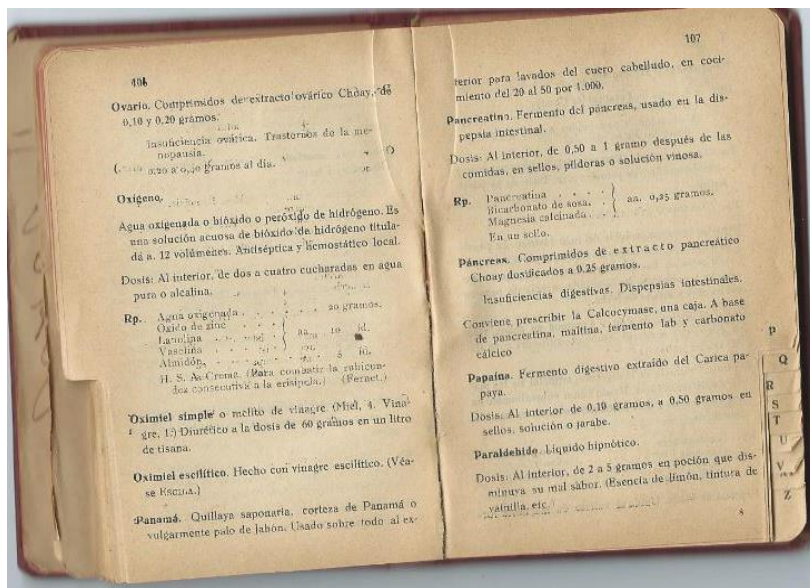 106
Ovario. Comprimidos de extracto ovárico Choay, de
0,10 y 0,20 gramos.
Insuficiencia ovárica. Trastornos de la me-
nopausia.
0,20 a 0,40 gramos al día.
Oxígeno.
Agua oxigenada o bióxido o peróxido de hidrógeno. Es
una solución acuosa de bióxido de hidrógeno titula-
da a 12 volúmenes. Antiséptica y hemostático local.
Dosis: Al interior, de dos a cuatro cucharadas en agua
pura o alcalina.
Rp. Agua oxigenada . . . . 20 gramos.
Oxido de zinc
Lanolina . . . aa. 10 id.
Vaselina
Almidón. . . . 5 id.
H. S. A. Crema. (Para combatir la rubicun-
dez consecutiva a la erisipela.) (Fernet.)
Oximiel simple o melito de vinagre (Miel, 4. Vina-
gre, 1.) Diurético a la dosis de 60 gramos en un litro
de tisana.
Oximiel escilítico. Hecho con vinagre escilítico. (Véa-
se Escila.)
Panamá. Quillaya saponaria, corteza de Panamá o
vulgarmente palo de jabón. Usado sobre todo al ex-
107
terior para lavados del cuero cabelludo, en coci-
miento del 20 al 50 por 1.000.
Pancreatina. Fermento del páncreas, usado en la dis-
pepsia intestinal.
Dosis: Al interior, de 0,50 a 1 gramo después de las
comidas, en sellos, píldoras o solución vinosa.
Rp. Pancreatina . . . .
Bicarbonato de sosa. . aa. 0,25 gramos.
Magnesia calcinada . .
En un sello.
Páncreas. Comprimidos de extracto pancreático
Choay dosificados a 0.25 gramos.
Insuficiencias digestivas. Dispepsias intestinales.
Conviene prescribir la Calcocymase, una caja. A base
de pancreatina, maltina, fermento lab y carbonato
cálcico
Papaína. Fermento digestivo extraído del Carica pa-
paya.
Dosis: Al interior de 0,10 gramos, a 0,50 gramos en
sellos, solución o jarabe.
Paraldehido. Líquido hipnótico.
Dosis: Al interior, de 2 a 5 gramos en poción que dis-
minuya su mal sabor. (Esencia de limón, tintura de
vainilla, etc.)
8
P
Q
R
S
T
U
V
Z